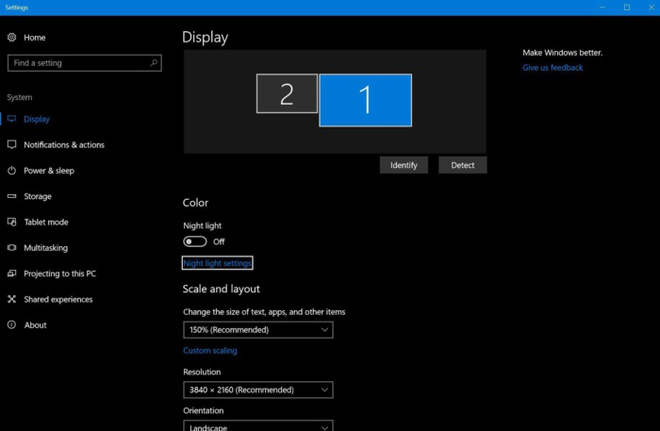 Settings
Home
Find a setting
System
Display
Notifications & actions
Power & sleep
Storage
Tablet mode
Multitasking
Projecting to this PC
Shared experiences
About
Display
2
1
Identify
Detect
Color
Night light
Off
Night light settings
Scale and layout
Change the size of text, apps, and other items
150% (Recommended)
Custom scaling
Resolution
3840 × 2160 (Recommended)
Orientation
Landscape
Make Windows better.
Give us feedback